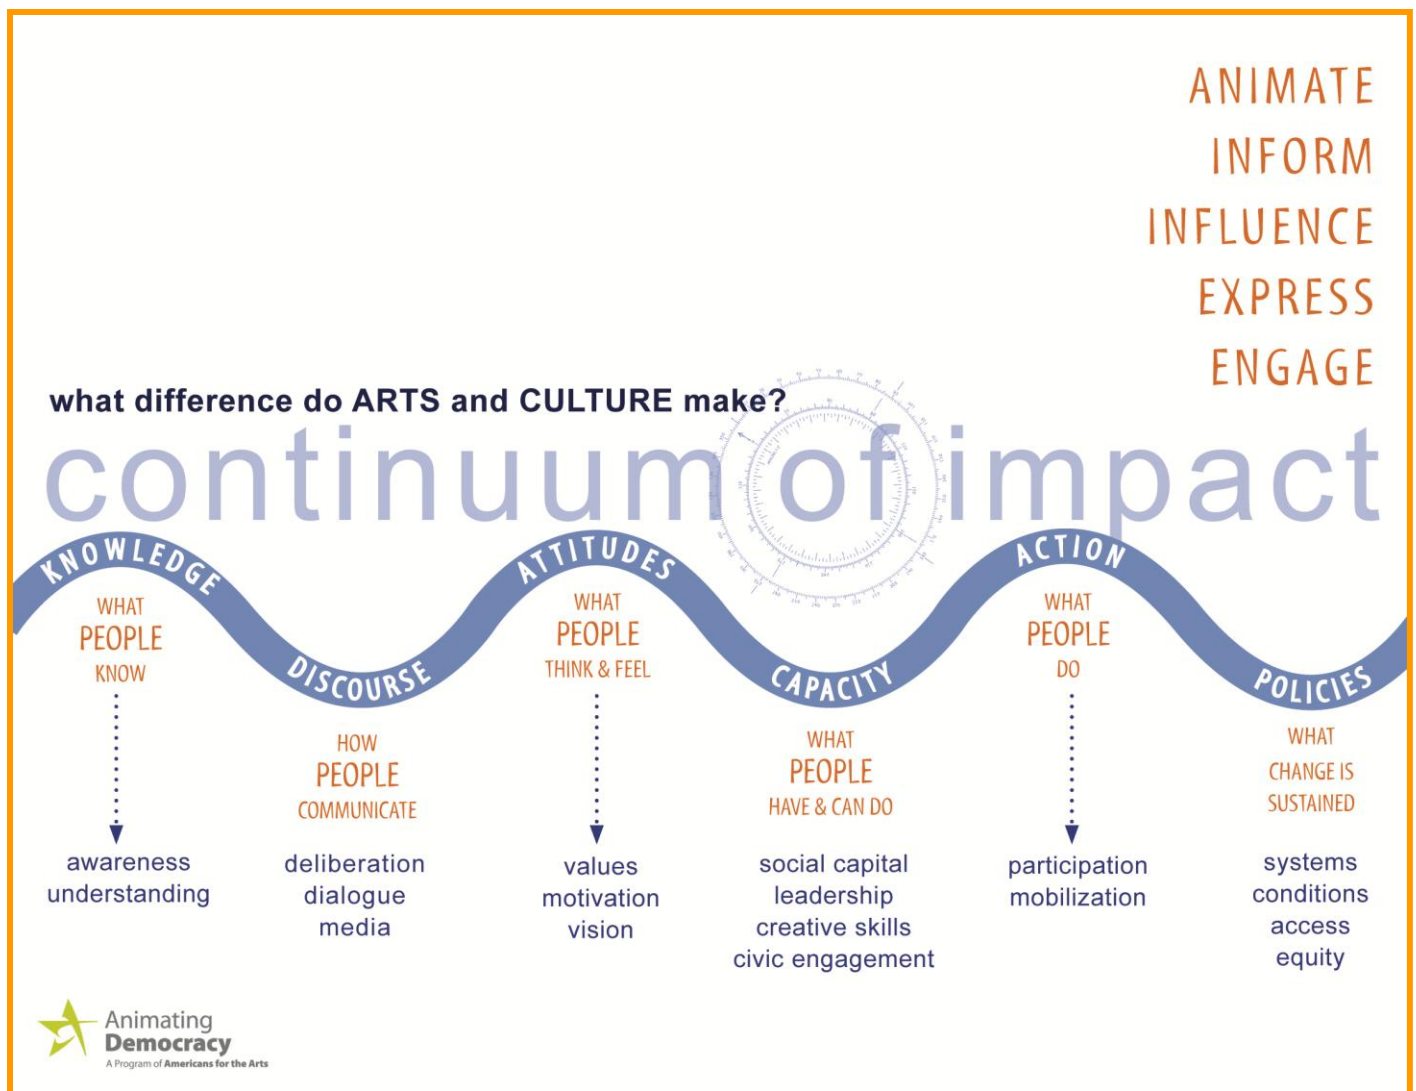 ANIMATE
INFORM
INFLUENCE
EXPRESS
ENGAGE
what difference do ARTS and CULTURE make?
continuum of impact
KNOWLEDGE
WHAT
PEOPLE
KNOW
awareness
understanding
DISCOURSE
HOW
PEOPLE
COMMUNICATE
deliberation
dialogue
media
ATTITUDES
WHAT
PEOPLE
THINK & FEEL
values
motivation
vision
CAPACITY
WHAT
PEOPLE
HAVE & CAN DO
social capital
leadership
creative skills
civic engagement
ACTION
WHAT
PEOPLE
DO
participation
mobilization
POLICIES
WHAT
CHANGE IS
SUSTAINED
systems
conditions
access
equity
Animating
Democracy
A Program of Americans for the Arts